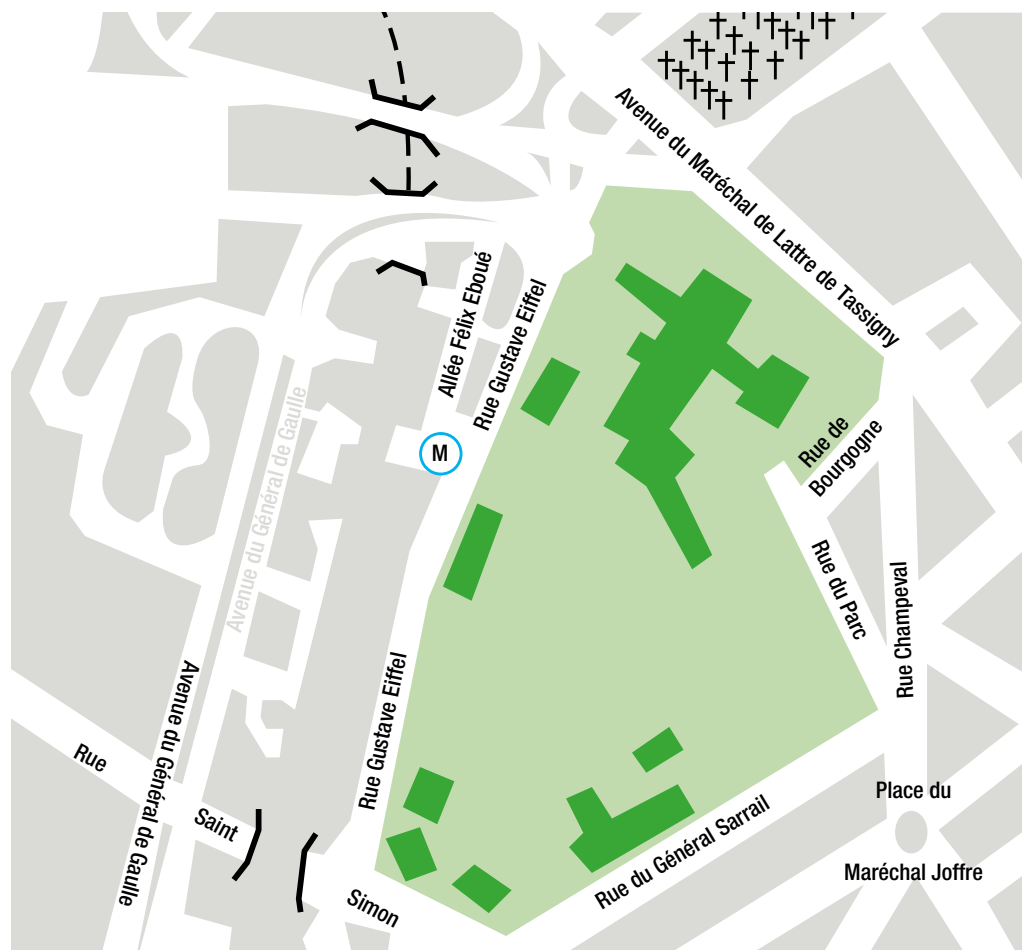 Avenue du Maréchal de Lattre de Tassigny
Allée Félix Eboué
Rue Gustave Eiffel
Avenue du Général de Gaulle
M
Rue de
Bourgogne
Rue du Parc
Rue Champeval
Rue Gustave Eiffel
Avenue du Général de Gaulle
Rue
Saint
Simon
Rue du Général Sarrail
Place du
Maréchal Joffre